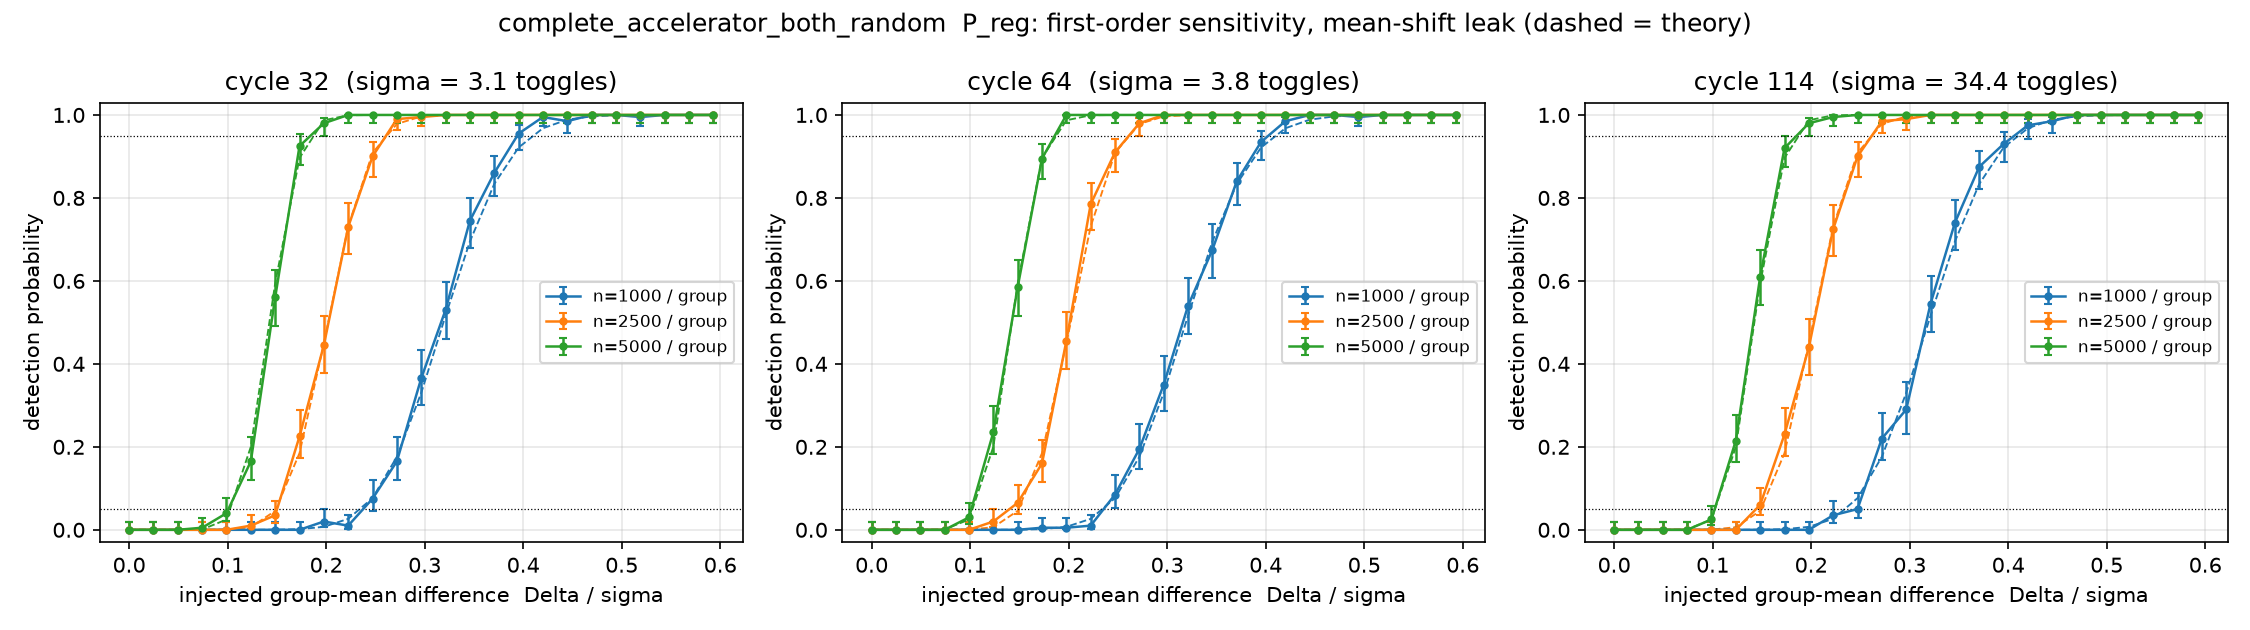 complete_accelerator_both_random  P_reg: first-order sensitivity, mean-shift leak (dashed = theory)
cycle 32  (sigma = 3.1 toggles)
detection probability
1.0
0.8
0.6
0.4
0.2
0.0
n=1000 / group
n=2500 / group
n=5000 / group
0.0 0.1 0.2 0.3 0.4 0.5 0.6
injected group-mean difference  Delta / sigma
cycle 64  (sigma = 3.8 toggles)
detection probability
1.0
0.8
0.6
0.4
0.2
0.0
n=1000 / group
n=2500 / group
n=5000 / group
0.0 0.1 0.2 0.3 0.4 0.5 0.6
injected group-mean difference  Delta / sigma
cycle 114  (sigma = 34.4 toggles)
detection probability
1.0
0.8
0.6
0.4
0.2
0.0
n=1000 / group
n=2500 / group
n=5000 / group
0.0 0.1 0.2 0.3 0.4 0.5 0.6
injected group-mean difference  Delta / sigma